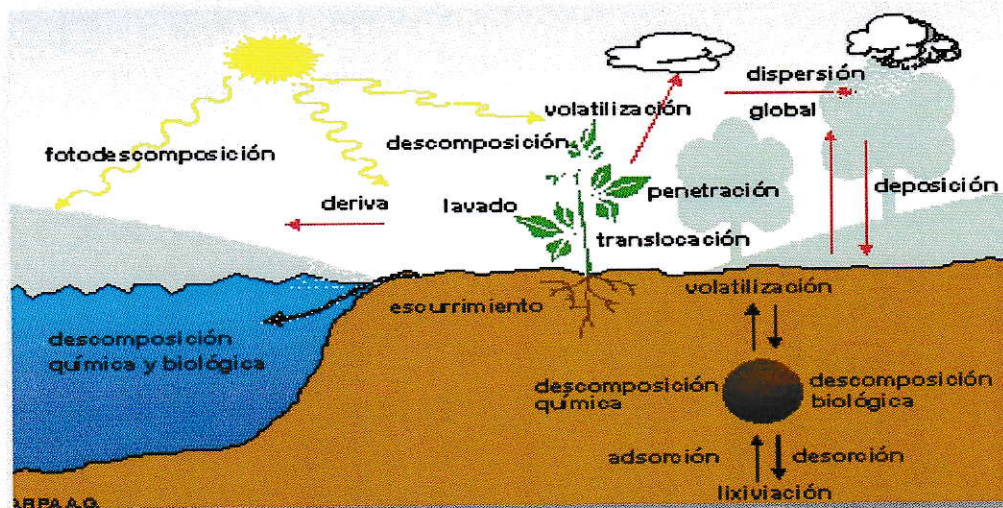 dispersión
global
volatilización
descomposición
fotodescomposición
penetración
deposición
deriva
lavado
translocación
escurrimiento
volatilización
descomposición
química y biológica
descomposición
química
descomposición
biológica
adsorción
desorción
lixiviación